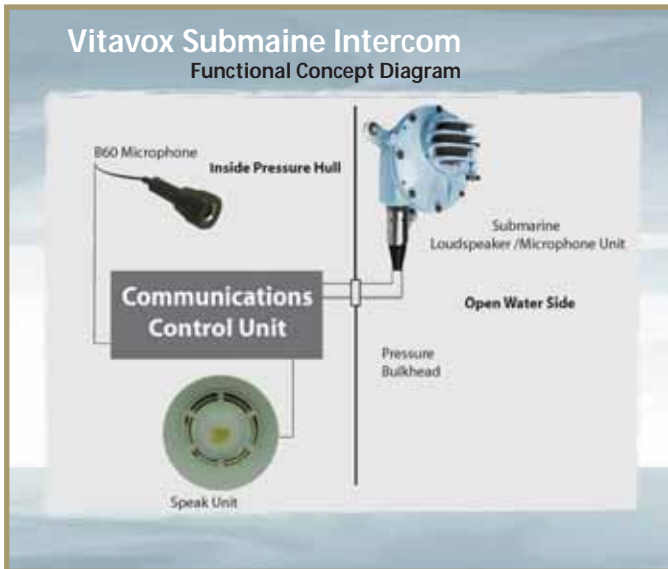 Vitavox Submaine Intercom
Functional Concept Diagram
B60 Microphone
Inside Pressure Hull
Submarine
Loudspeaker /Microphone Unit
Communications
Control Unit
Open Water Side
Pressure
Bulkhead
Speak Unit